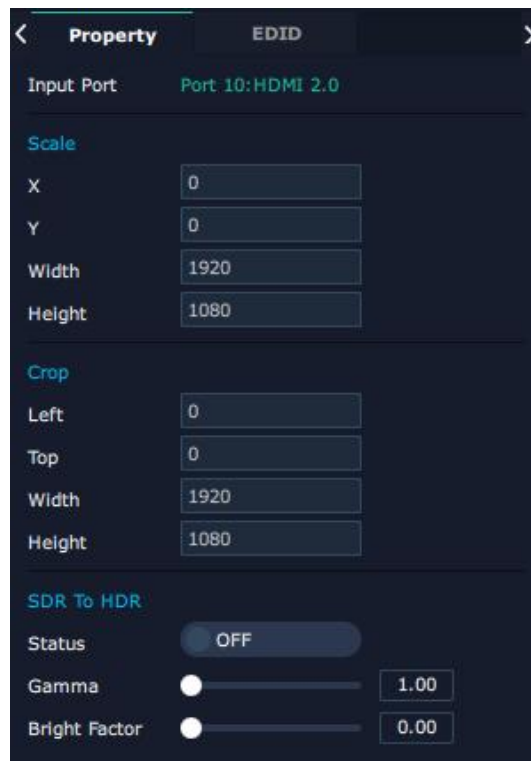 Property EDID
Input Port Port 10:HDMI 2.0
Scale
X 0
Y 0
Width 1920
Height 1080
Crop
Left 0
Top 0
Width 1920
Height 1080
SDR To HDR
Status OFF
Gamma 1.00
Bright Factor 0.00